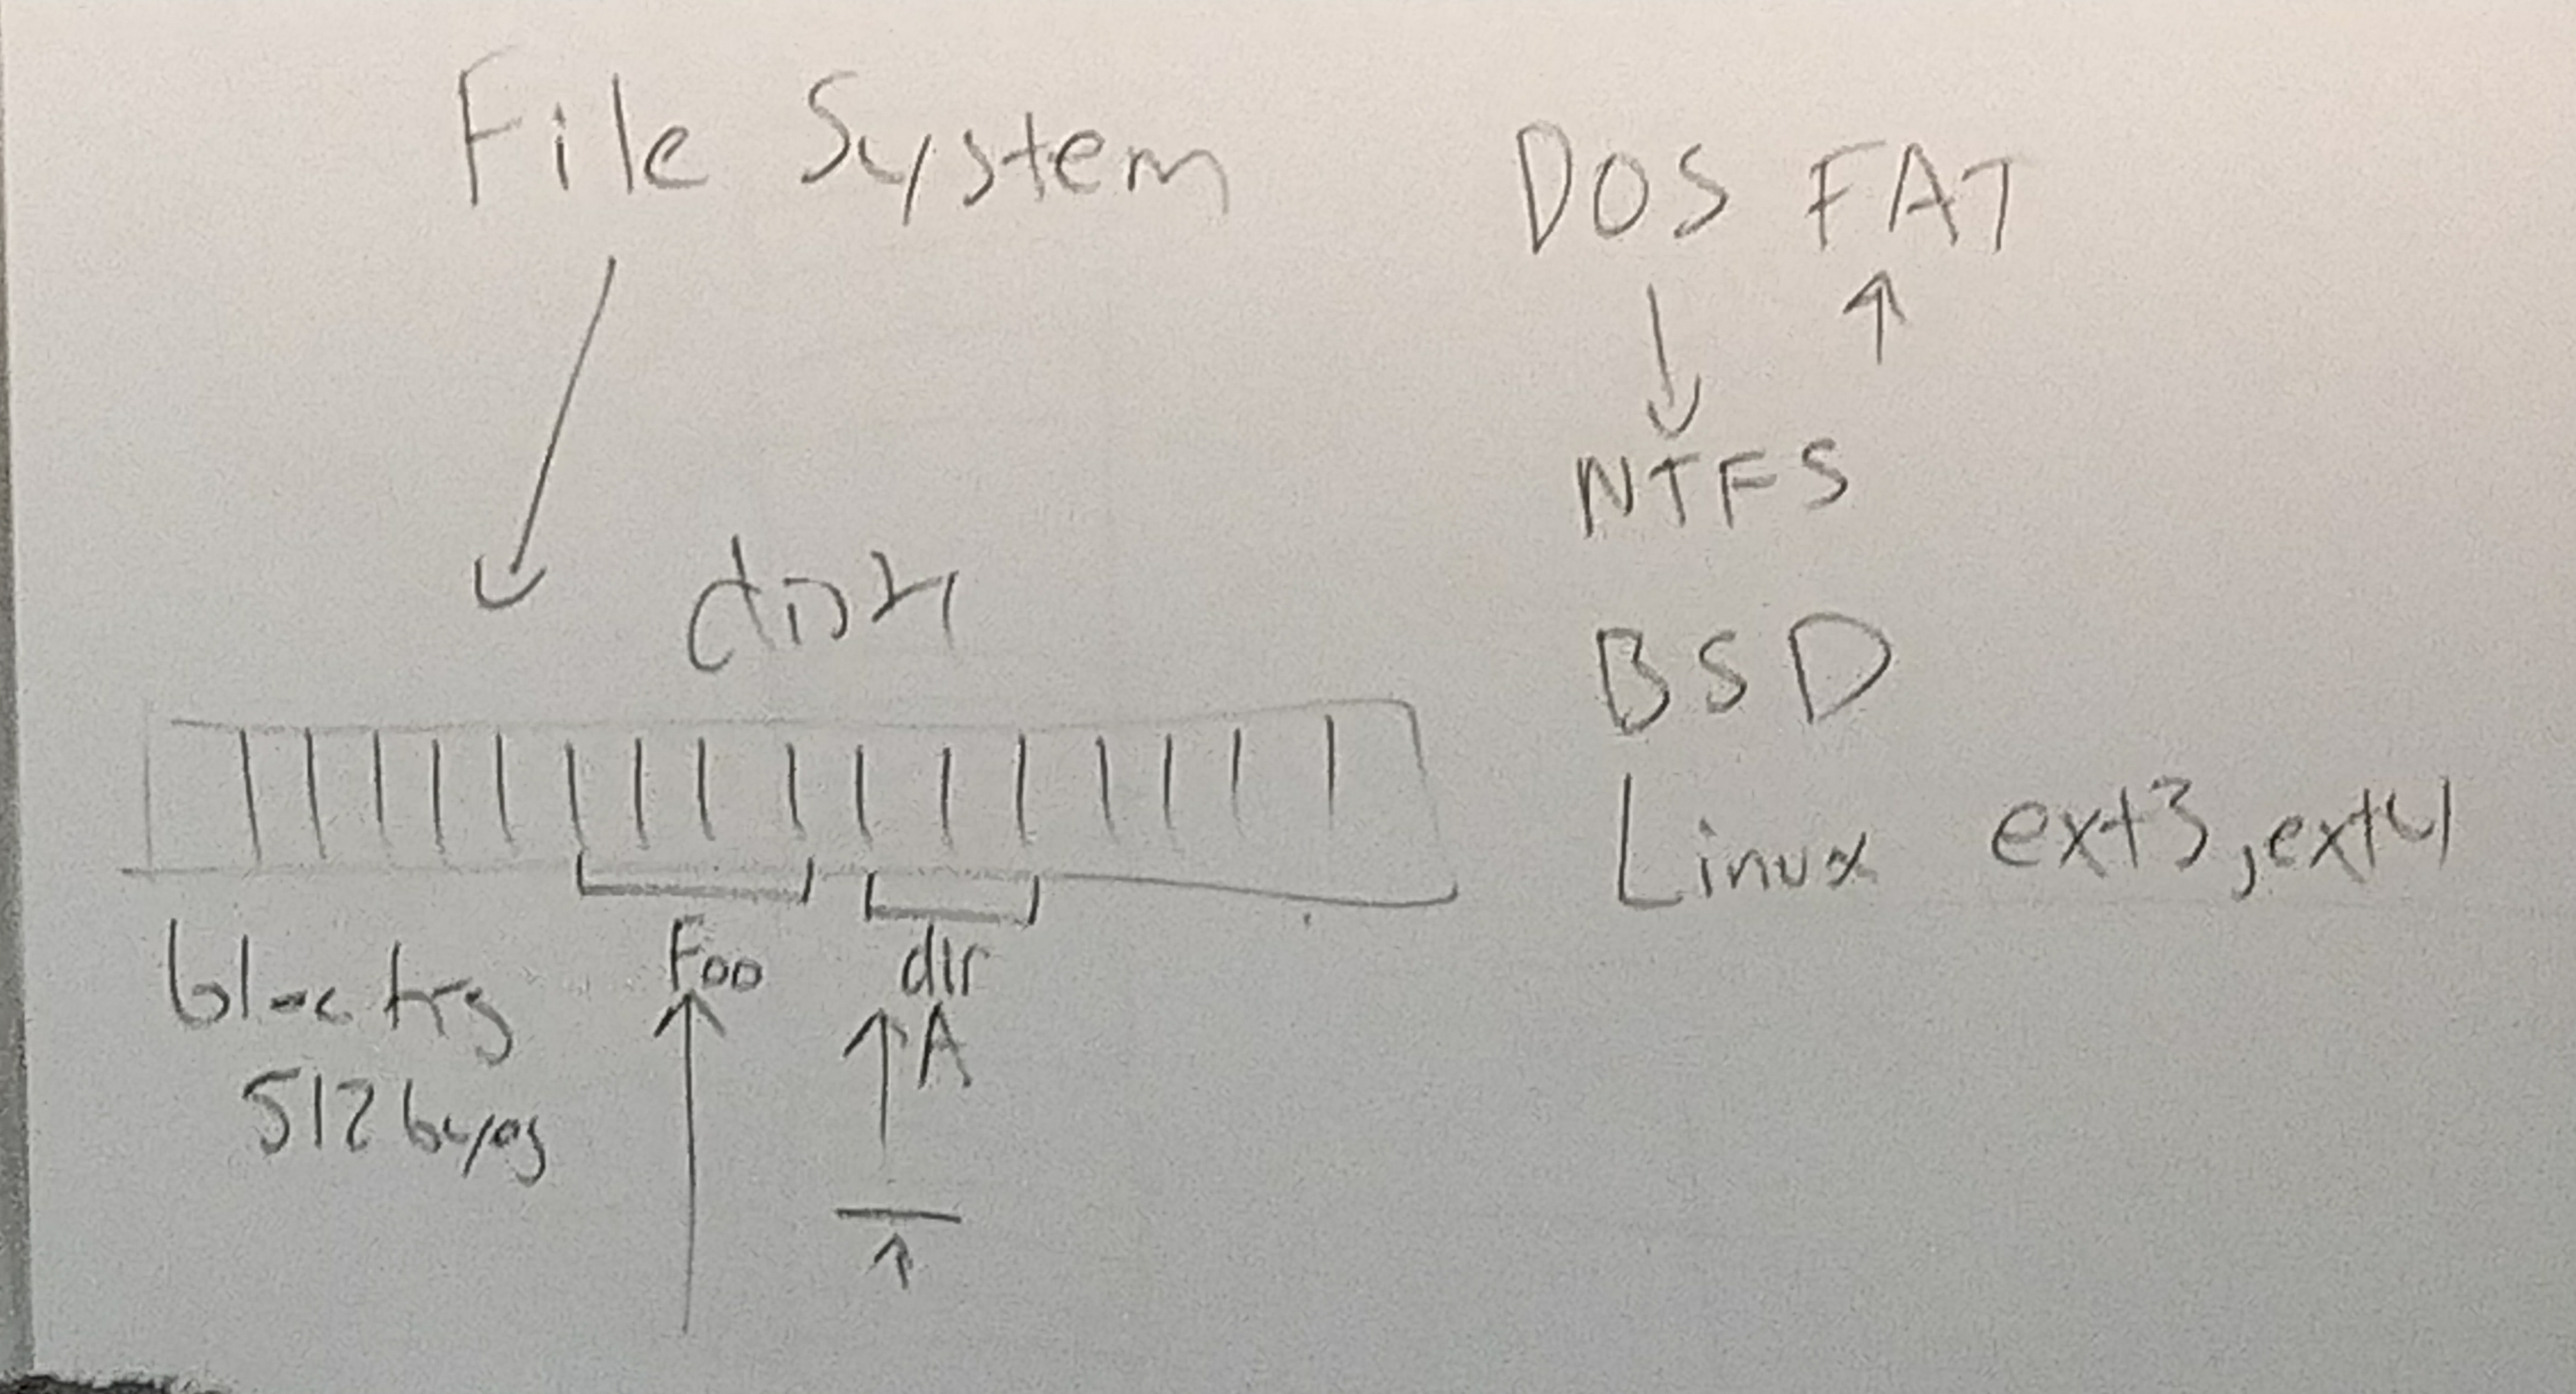 File System
DOS FAT
NTFS
disk
BSD
Linux ext3, ext4
Foo
dir
A
blocks
512 bytes